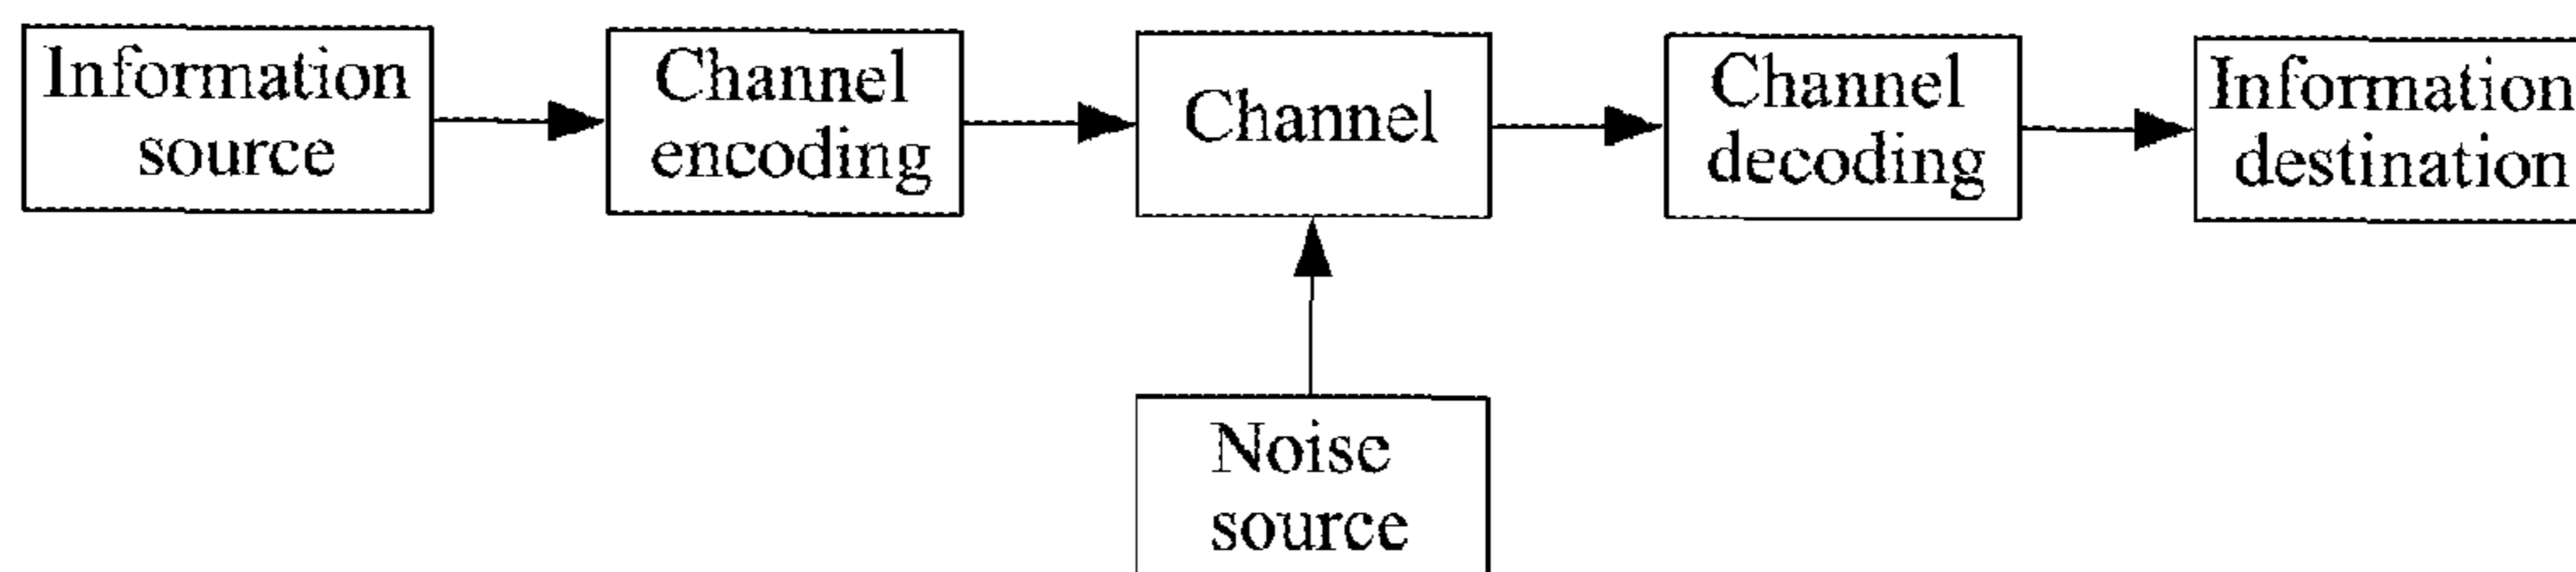 Information
source
Channel
encoding
Channel
Channel
decoding
Information
destination
Noise
source